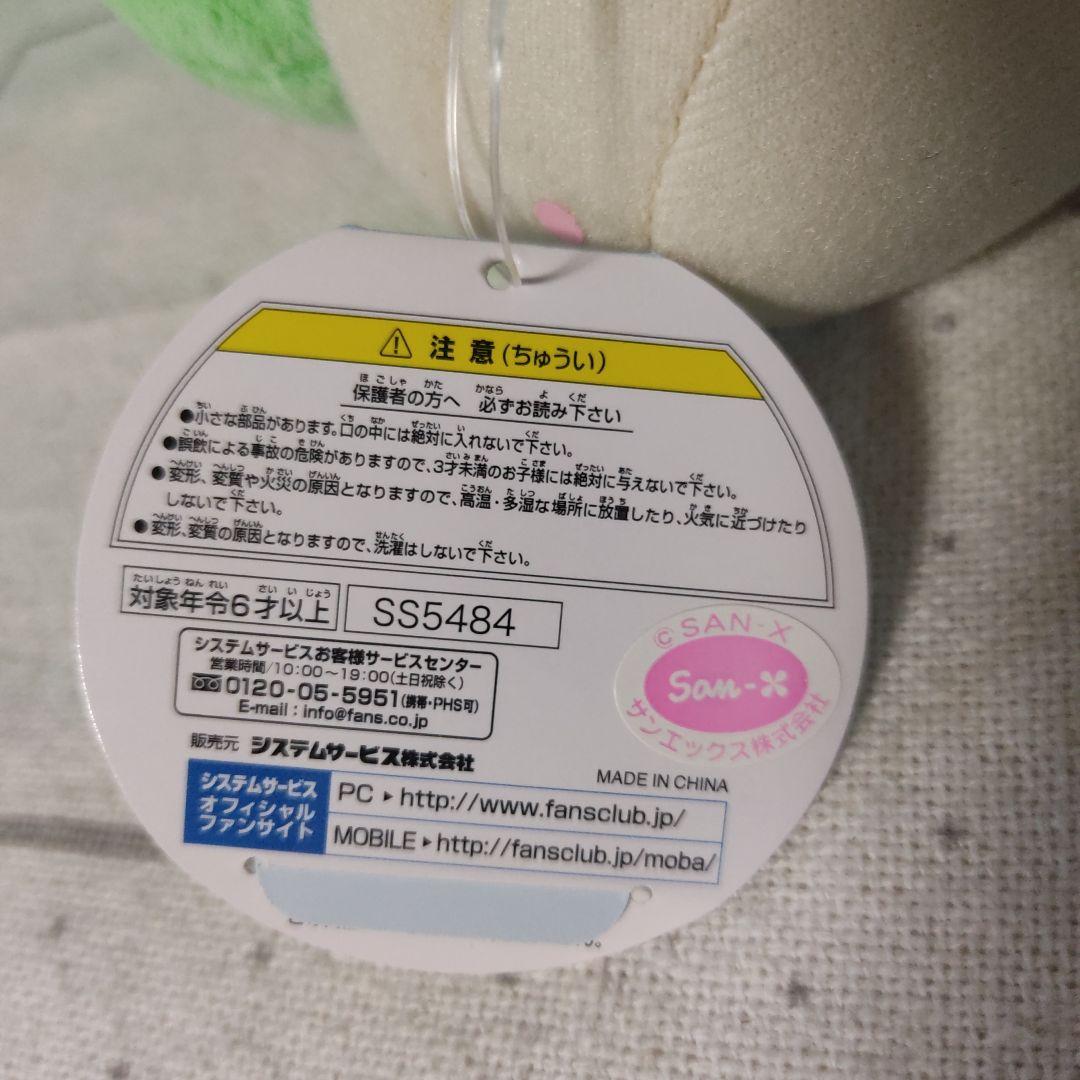 注意(ちゅうい)
保護者の方へ 必ずお読み下さい
●小さな部品があります。口の中には絶対に入れないで下さい。
●誤飲による事故の危険がありますので、3才未満のお子様には絶対に与えないで下さい。
●変形、変質や火災の原因となりますので、高温・多湿な場所に放置したり、火気に近づけたり
しないで下さい。
●変形、変質の原因となりますので、洗濯はしないで下さい。
対象年令6才以上
SS5484
©SAN-X
San-X
サンエックス株式会社
システムサービスお客様サービスセンター
営業時間/10:00〜19:00(土日祝除く)
0120-05-5951(携帯・PHS可)
E-mail:info@fans.co.jp
販売元 システムサービス株式会社
MADE IN CHINA
システムサービス
オフィシャル
ファンサイト
PC▶http://www.fansclub.jp/
MOBILE▶http://fansclub.jp/moba/